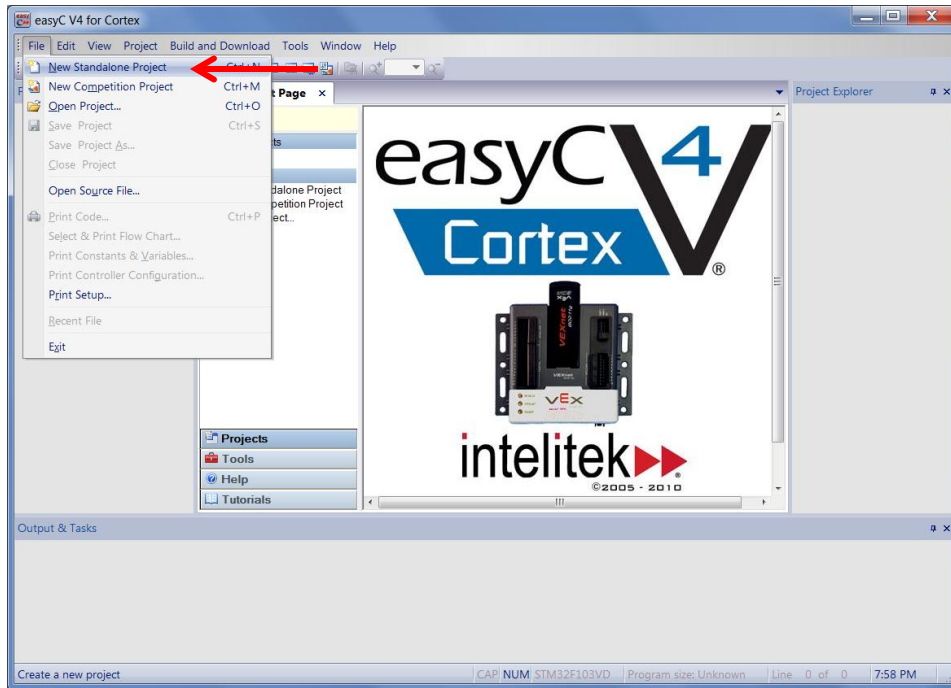 easyC V4 for Cortex
File Edit View Project Build and Download Tools Window Help
New Standalone Project Ctrl+N
New Competition Project Ctrl+M
Open Project... Ctrl+O
Save Project Ctrl+S
Save Project As...
Close Project
Open Source File...
Print Code... Ctrl+P
Select & Print Flow Chart...
Print Constants & Variables...
Print Controller Configuration...
Print Setup...
Recent File
Exit
t Page
ts
dalone Project
petition Project
ect...
Projects
Tools
Help
Tutorials
easyC V4
Cortex
®
VEXnet
VEX
intelitek
©2005 - 2010
Project Explorer
Output & Tasks
Create a new project CAP NUM STM32F103VD Program size: Unknown Line 0 of 0 7:58 PM